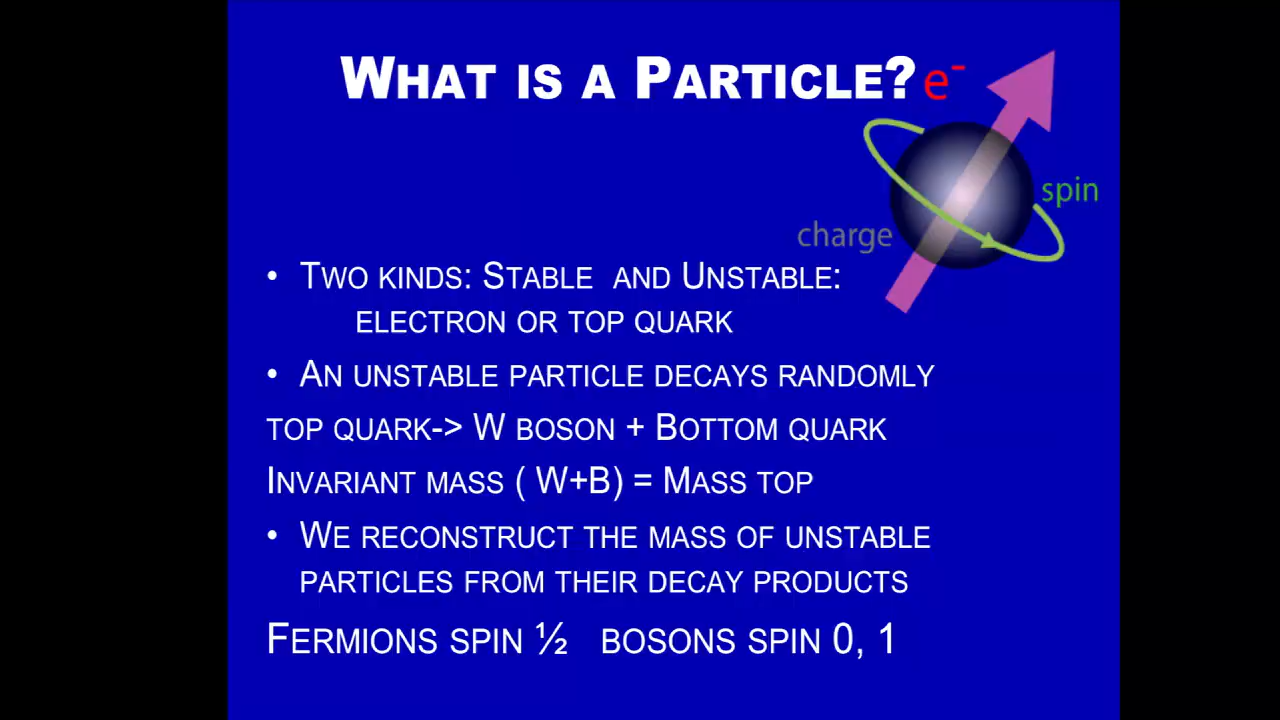 What is a Particle?
e-
spin
charge
• Two kinds: Stable and Unstable:
electron or top quark
• An unstable particle decays randomly
top quark-> W boson + Bottom quark
Invariant mass ( W+B) = Mass top
• We reconstruct the mass of unstable
particles from their decay products
Fermions spin ½ bosons spin 0, 1